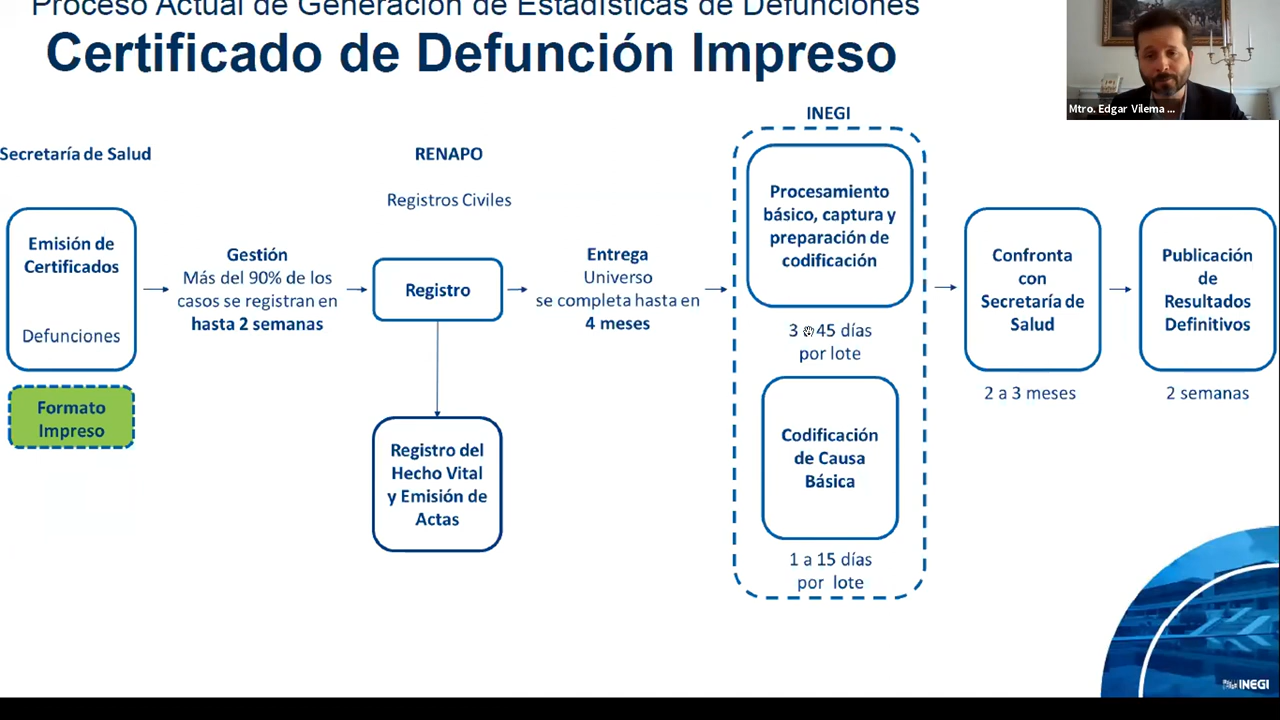 Proceso Actual de Generación de Estadísticas de Defunciones
Certificado de Defunción Impreso
Mtro. Edgar Vilema ...
Secretaría de Salud
Emisión de
Certificados
Defunciones
Formato
Impreso
Gestión
Más del 90% de los
casos se registran en
hasta 2 semanas
RENAPO
Registros Civiles
Registro
Registro del
Hecho Vital
y Emisión de
Actas
Entrega
Universo
se completa hasta en
4 meses
INEGI
Procesamiento
básico, captura y
preparación de
codificación
3 45 días
por lote
Codificación
de Causa
Básica
1 a 15 días
por lote
Confronta
con
Secretaría de
Salud
2 a 3 meses
Publicación
de
Resultados
Definitivos
2 semanas
INEGI